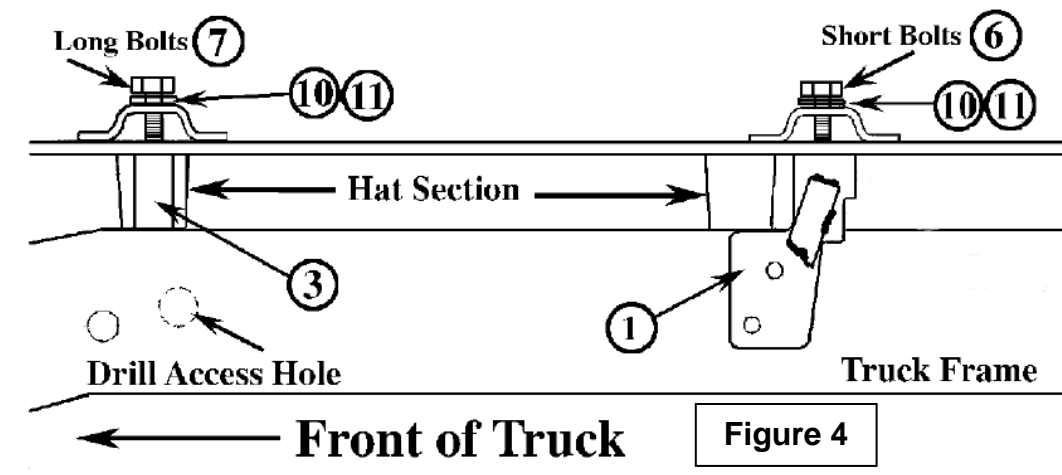 Long Bolts 7
Short Bolts 6
10 11
10 11
Hat Section
3
1
Drill Access Hole
Truck Frame
Front of Truck
Figure 4